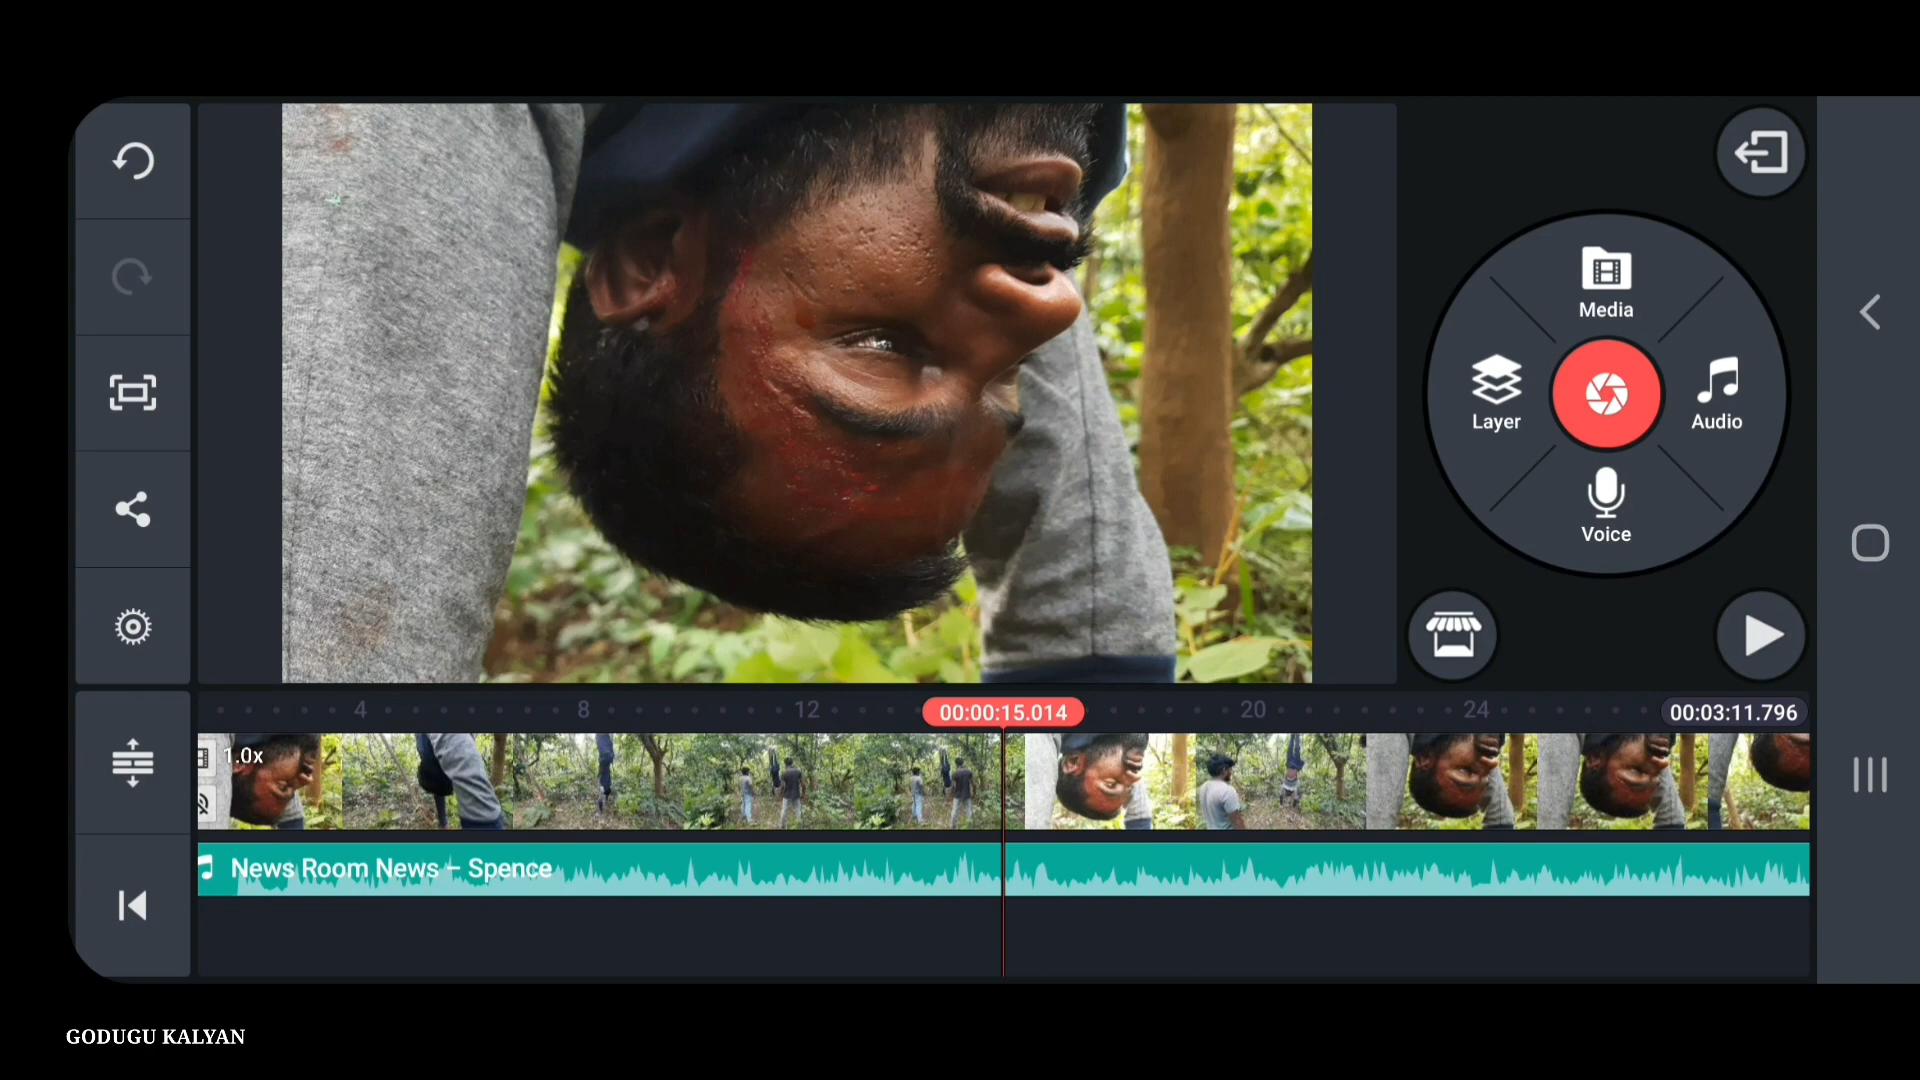 Media
Layer
Audio
Voice
4 8 12 00:00:15.014 20 24 00:03:11.796
1.0x
News Room News – Spence
GODUGU KALYAN